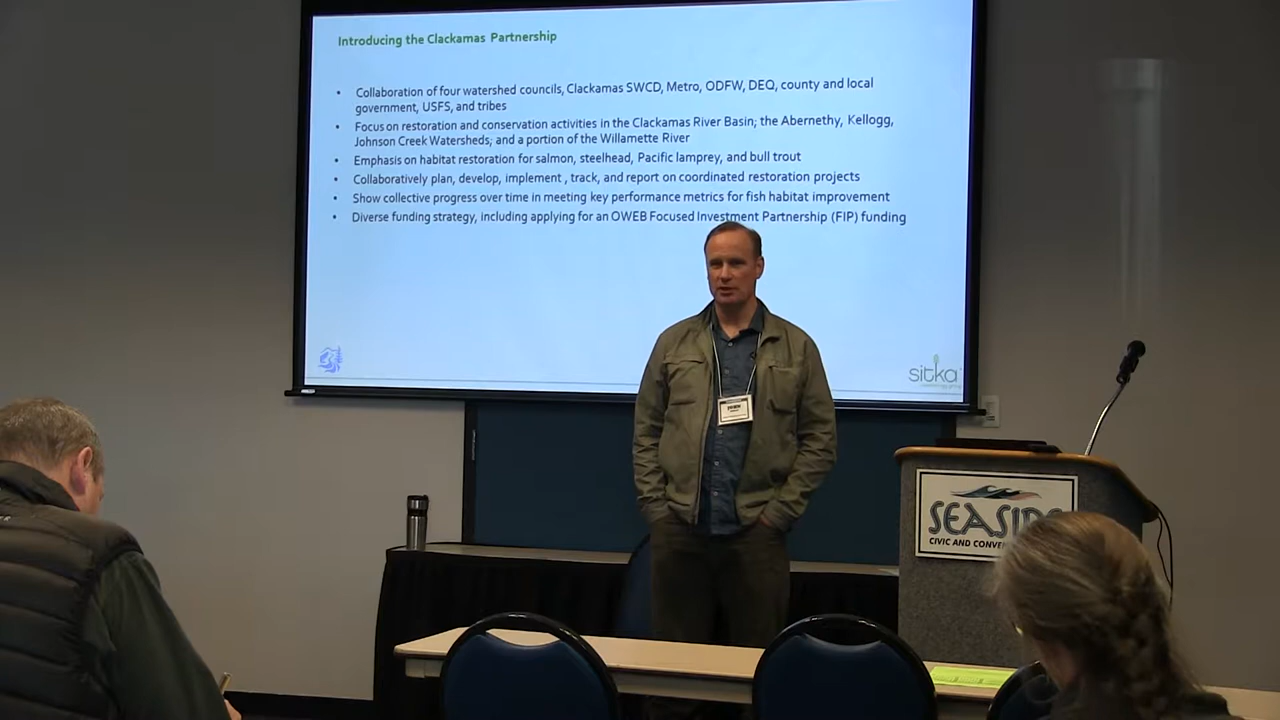 Introducing the Clackamas Partnership
• Collaboration of four watershed councils, Clackamas SWCD, Metro, ODFW, DEQ, county and local
government, USFS, and tribes
• Focus on restoration and conservation activities in the Clackamas River Basin; the Abernethy, Kellogg,
Johnson Creek Watersheds; and a portion of the Willamette River
• Emphasis on habitat restoration for salmon, steelhead, Pacific lamprey, and bull trout
• Collaboratively plan, develop, implement , track, and report on coordinated restoration projects
• Show collective progress over time in meeting key performance metrics for fish habitat improvement
• Diverse funding strategy, including applying for an OWEB Focused Investment Partnership (FIP) funding
sitka
SEASIDE
CIVIC AND CONVEN